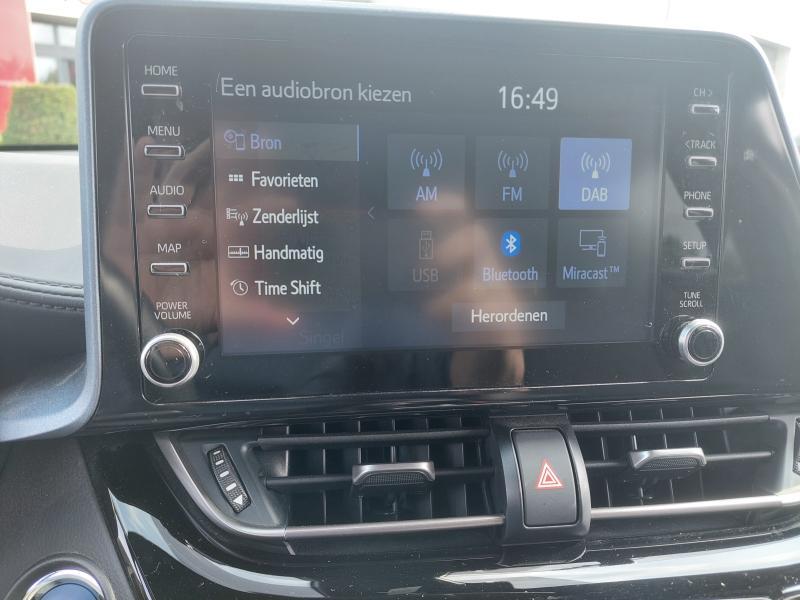 HOME
MENU
AUDIO
MAP
POWER
VOLUME
Een audiobron kiezen
16:49
Bron
Favorieten
Zenderlijst
Handmatig
Time Shift
Singel
AM
FM
DAB
USB
Bluetooth
Miracast™
Herordenen
CH >
< TRACK
PHONE
SETUP
TUNE
SCROLL